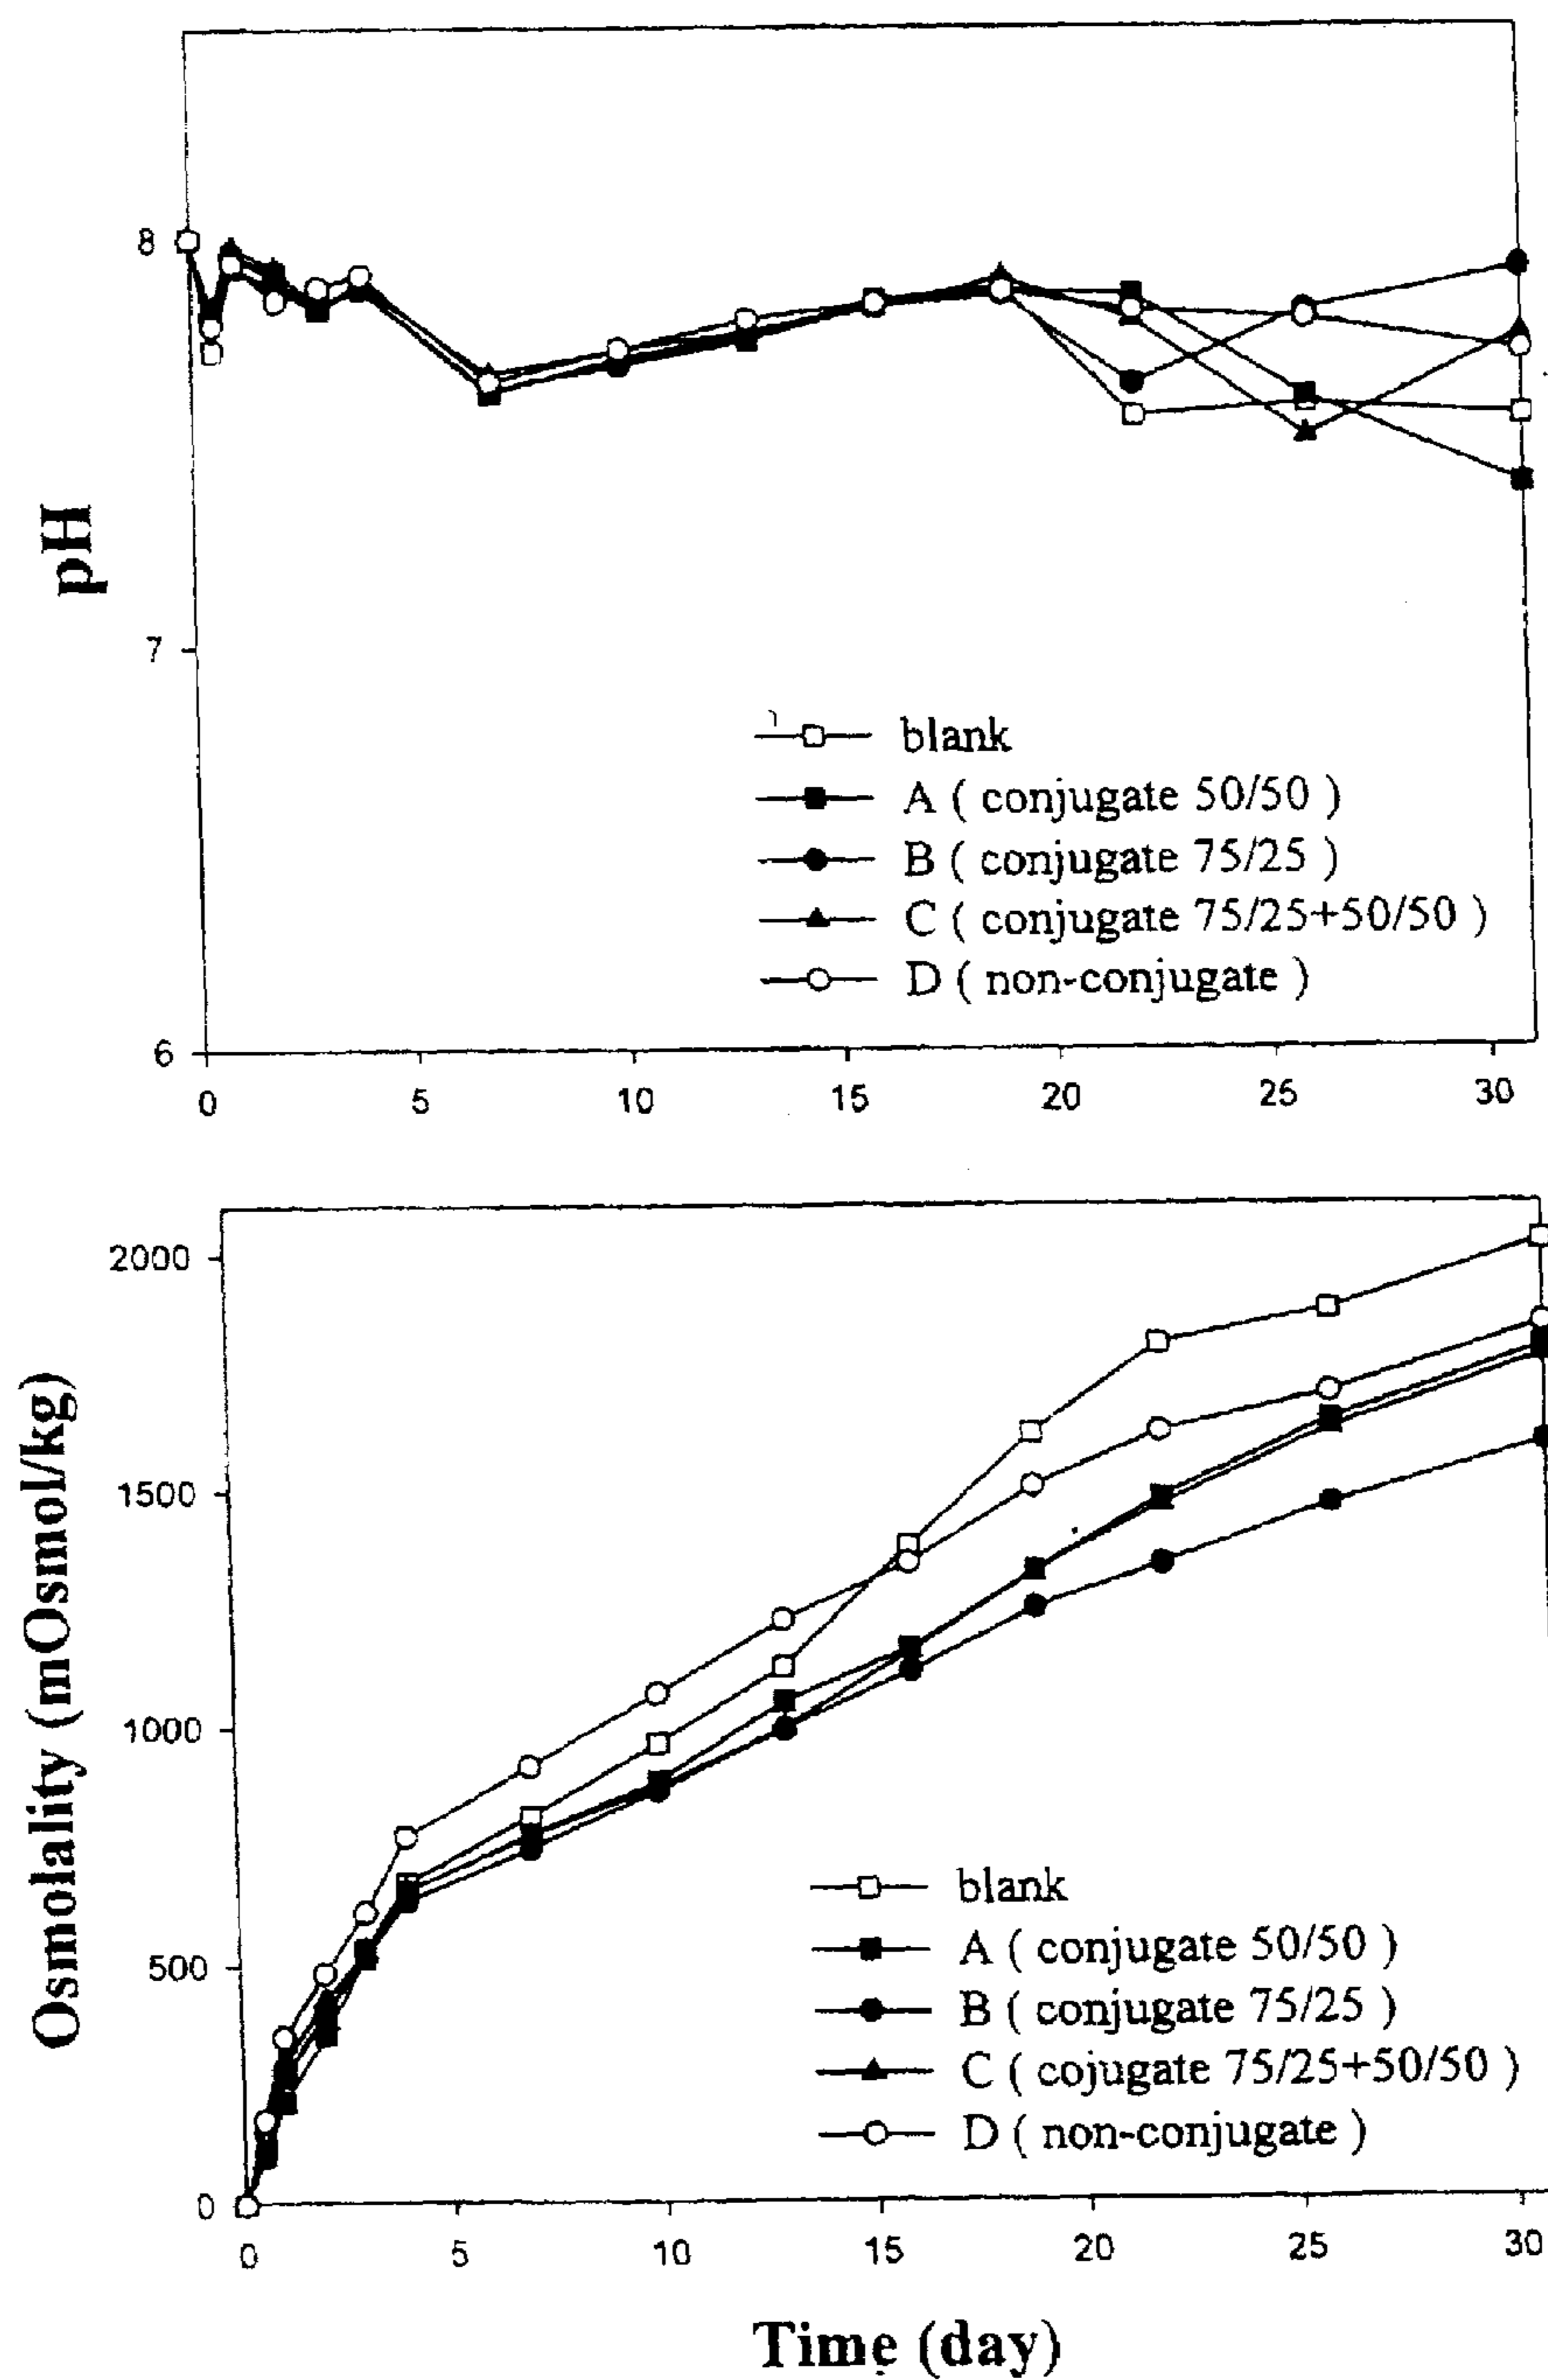 8
pH
7
blank
A ( conjugate 50/50 )
B ( conjugate 75/25 )
C ( conjugate 75/25+50/50 )
D ( non-conjugate )
6
0 5 10 15 20 25 30
2000
1500
Osmolality (mOsmol/kg)
1000
500
blank
A ( conjugate 50/50 )
B ( conjugate 75/25 )
C ( cojugate 75/25+50/50 )
D ( non-conjugate )
0
0 5 10 15 20 25 30
Time (day)